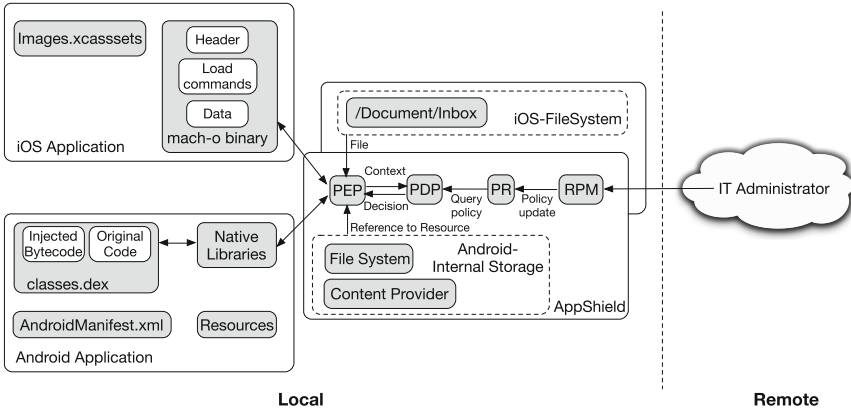 Images.xcasssets
Header
Load
commands
Data
mach-o binary
iOS Application
/Document/Inbox
iOS-FileSystem
File
Context
PEP
PDP
PR
RPM
Decision
Query
policy
Policy
update
IT Administrator
Reference to Resource
Injected
Bytecode
Original
Code
classes.dex
Native
Libraries
AndroidManifest.xml
Resources
Android Application
File System
Android-
Internal Storage
Content Provider
AppShield
Local
Remote